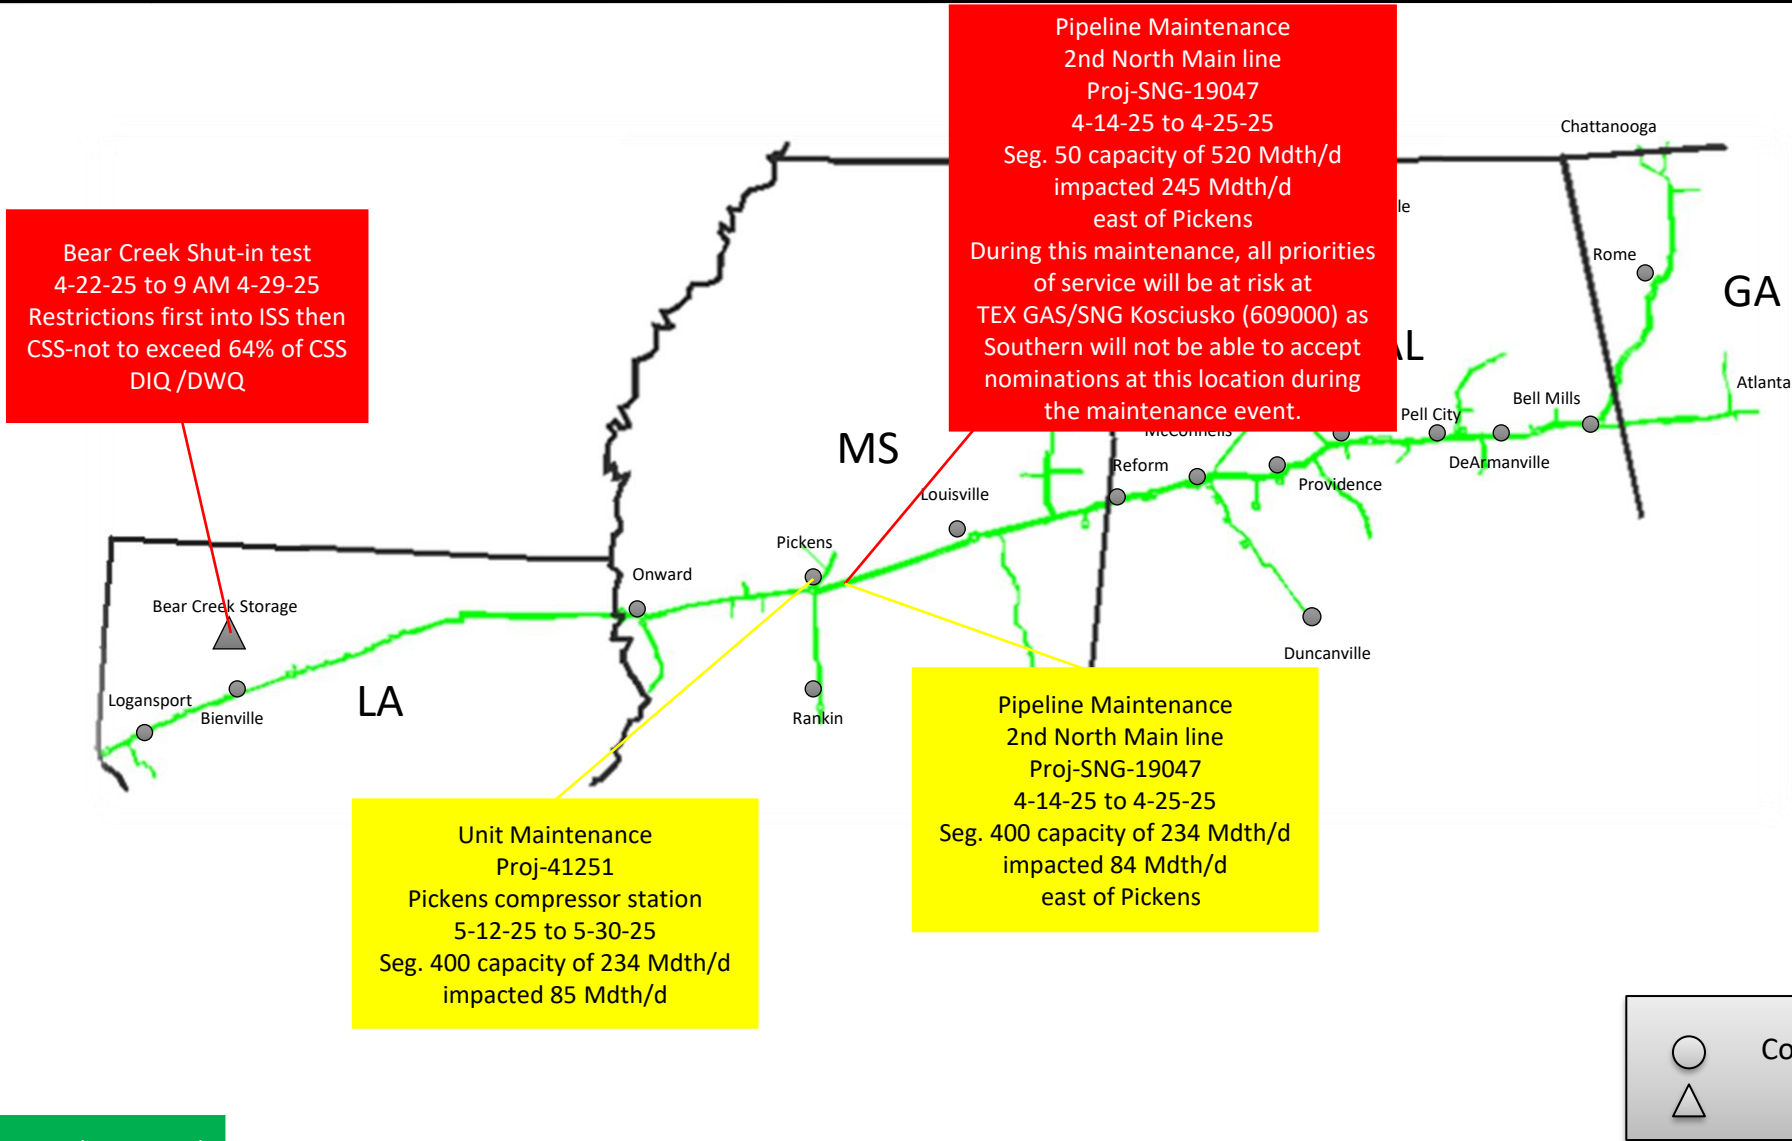 Pipeline Maintenance
2nd North Main line
Proj-SNG-19047
4-14-25 to 4-25-25
Seg. 50 capacity of 520 Mdth/d
impacted 245 Mdth/d
east of Pickens
During this maintenance, all priorities
of service will be at risk at
TEX GAS/SNG Kosciusko (609000) as
Southern will not be able to accept
nominations at this location during
the maintenance event.
Bear Creek Shut-in test
4-22-25 to 9 AM 4-29-25
Restrictions first into ISS then
CSS-not to exceed 64% of CSS
DIQ /DWQ
Chattanooga
le
Rome
GA
AL
Atlanta
Bell Mills
Pell City
DeArmanville
McConnells
Reform
Providence
MS
Louisville
Pickens
Onward
Bear Creek Storage
Duncanville
Logansport
Bienville
LA
Rankin
Pipeline Maintenance
2nd North Main line
Proj-SNG-19047
4-14-25 to 4-25-25
Seg. 400 capacity of 234 Mdth/d
impacted 84 Mdth/d
east of Pickens
Unit Maintenance
Proj-41251
Pickens compressor station
5-12-25 to 5-30-25
Seg. 400 capacity of 234 Mdth/d
impacted 85 Mdth/d
Co